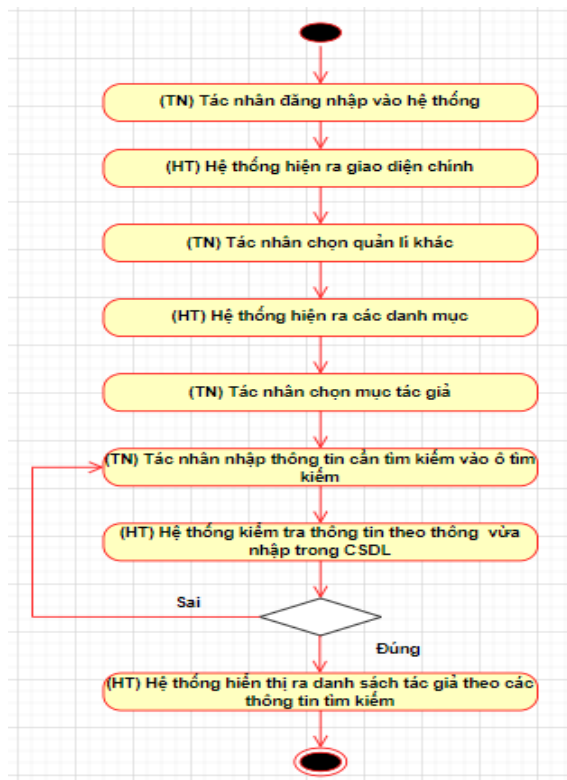 (TN) Tác nhân đăng nhập vào hệ thống
(HT) Hệ thống hiện ra giao diện chính
(TN) Tác nhân chọn quản lí khác
(HT) Hệ thống hiện ra các danh mục
(TN) Tác nhân chọn mục tác giả
(TN) Tác nhân nhập thông tin cần tìm kiếm vào ô tìm
kiếm
(HT) Hệ thống kiểm tra thông tin theo thông vừa
nhập trong CSDL
Sai
Đúng
(HT) Hệ thống hiển thị ra danh sách tác giả theo các
thông tin tìm kiếm